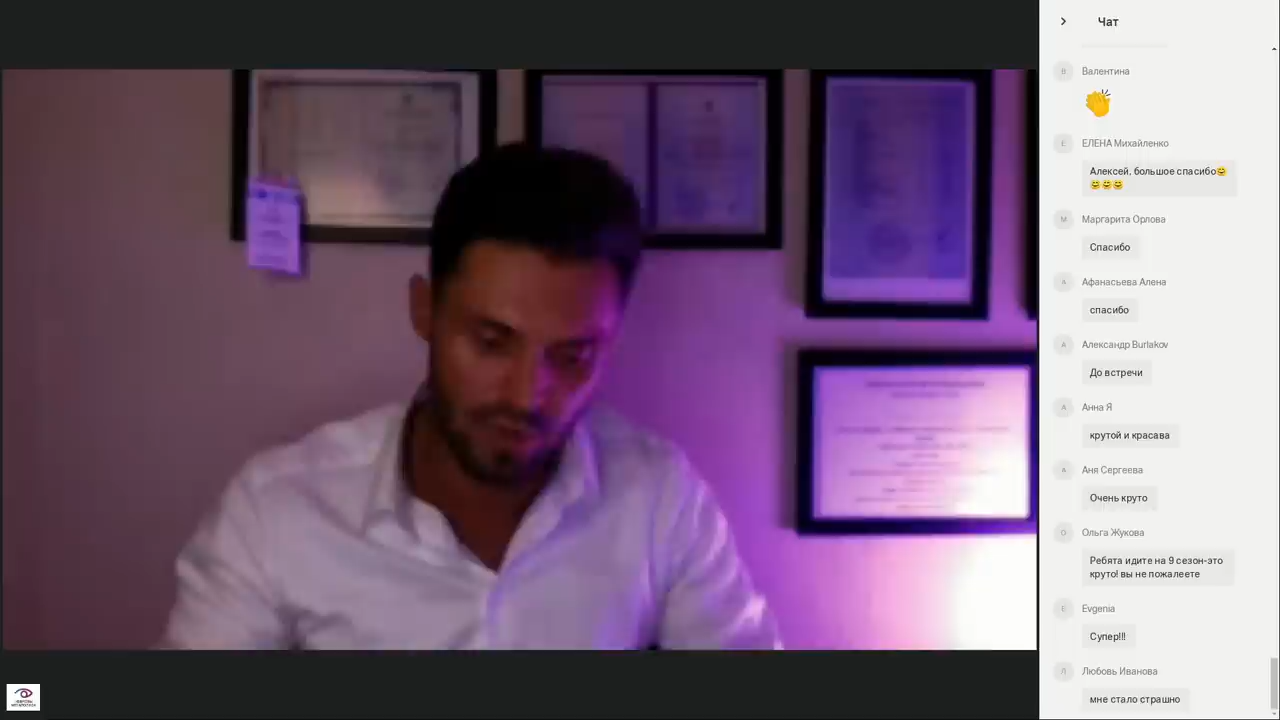 Чат
В
Валентина
Е
ЕЛЕНА Михайленко
Алексей, большое спасибо😊
😊😊😊
М
Маргарита Орлова
Спасибо
А
Афанасьева Алена
спасибо
А
Александр Burlakov
До встречи
А
Анна Я
крутой и красава
А
Аня Сергеева
Очень круто
О
Ольга Жукова
Ребята идите на 9 сезон-это
круто! вы не пожалеете
E
Evgenia
Супер!!!
Л
Любовь Иванова
мне стало страшно